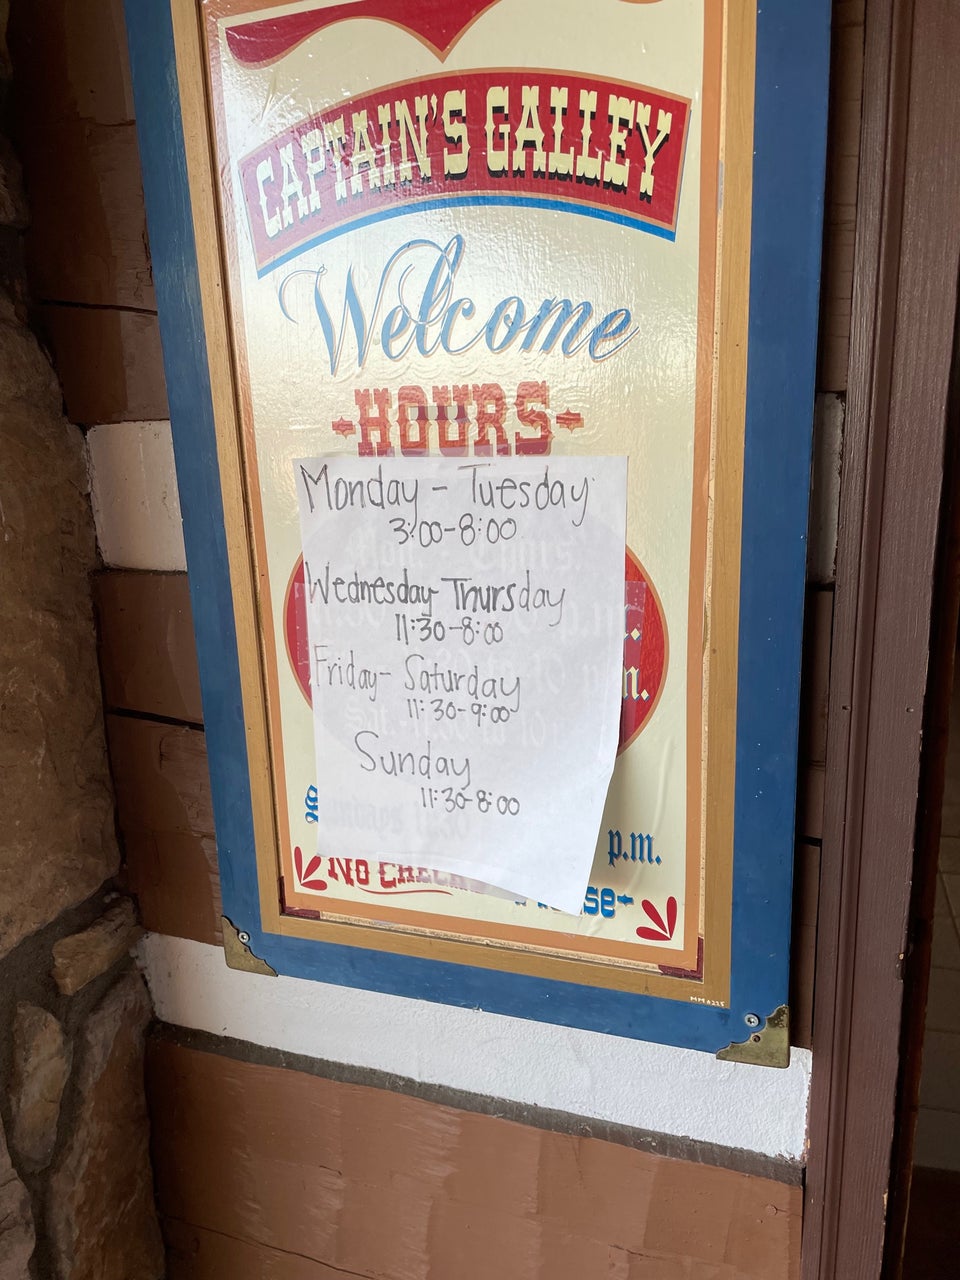 CAPTAIN'S GALLEY
Welcome
-HOURS-
Monday - Tuesday
3:00-8:00
Wednesday- Thursday
11:30-8:00
Friday- Saturday
11:30-9:00
Sunday
11:30-8:00
p.m.
No Checks